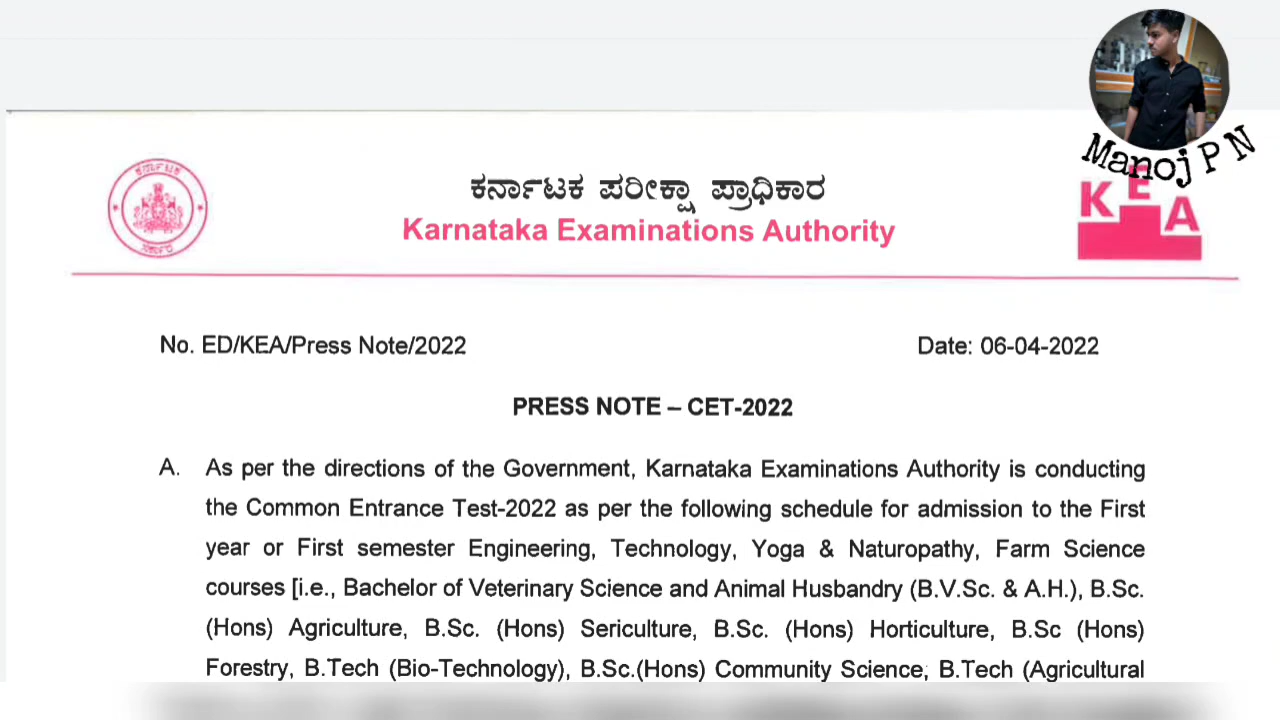 Manoj P N
ಕರ್ನಾಟಕ
ಸರ್ಕಾರ
ಕರ್ನಾಟಕ ಪರೀಕ್ಷಾ ಪ್ರಾಧಿಕಾರ
Karnataka Examinations Authority
KEA
No. ED/KEA/Press Note/2022 Date: 06-04-2022
PRESS NOTE – CET-2022
A. As per the directions of the Government, Karnataka Examinations Authority is conducting
the Common Entrance Test-2022 as per the following schedule for admission to the First
year or First semester Engineering, Technology, Yoga & Naturopathy, Farm Science
courses [i.e., Bachelor of Veterinary Science and Animal Husbandry (B.V.Sc. & A.H.), B.Sc.
(Hons) Agriculture, B.Sc. (Hons) Sericulture, B.Sc. (Hons) Horticulture, B.Sc (Hons)
Forestry, B.Tech (Bio-Technology), B.Sc.(Hons) Community Science, B.Tech (Agricultural